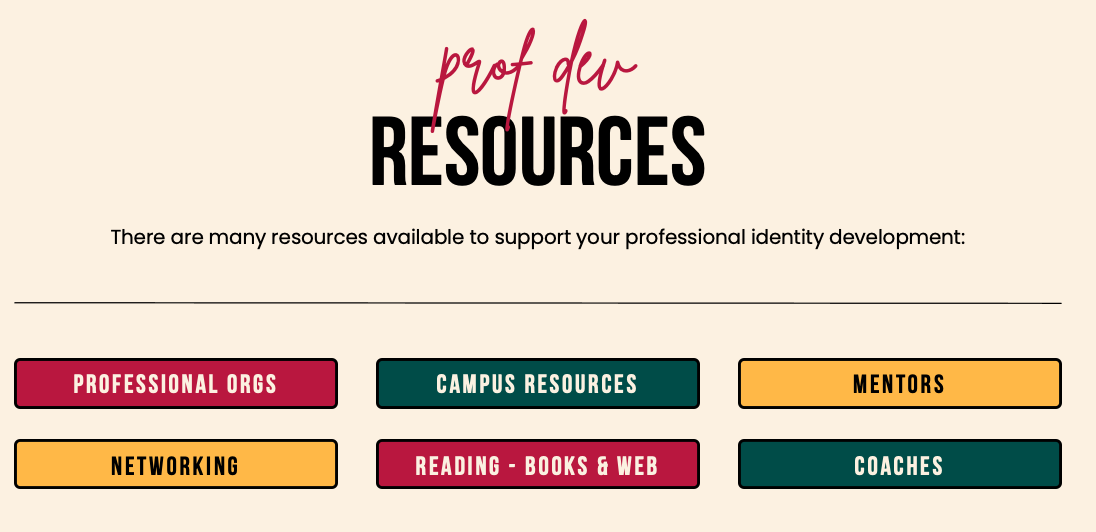 prof dev
RESOURCES
There are many resources available to support your professional identity development:
PROFESSIONAL ORGS
CAMPUS RESOURCES
MENTORS
NETWORKING
READING - BOOKS & WEB
COACHES